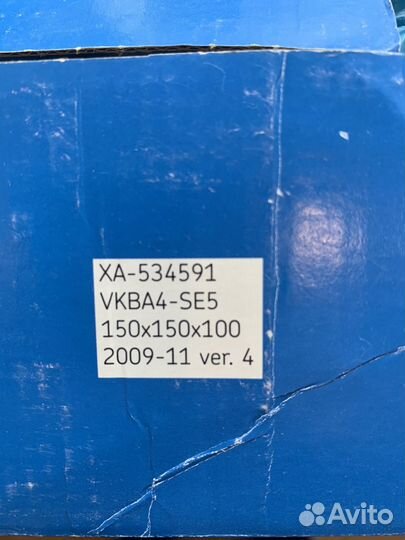 XA-534591
VKBA4-SE5
150x150x100
2009-11 ver. 4
Avito